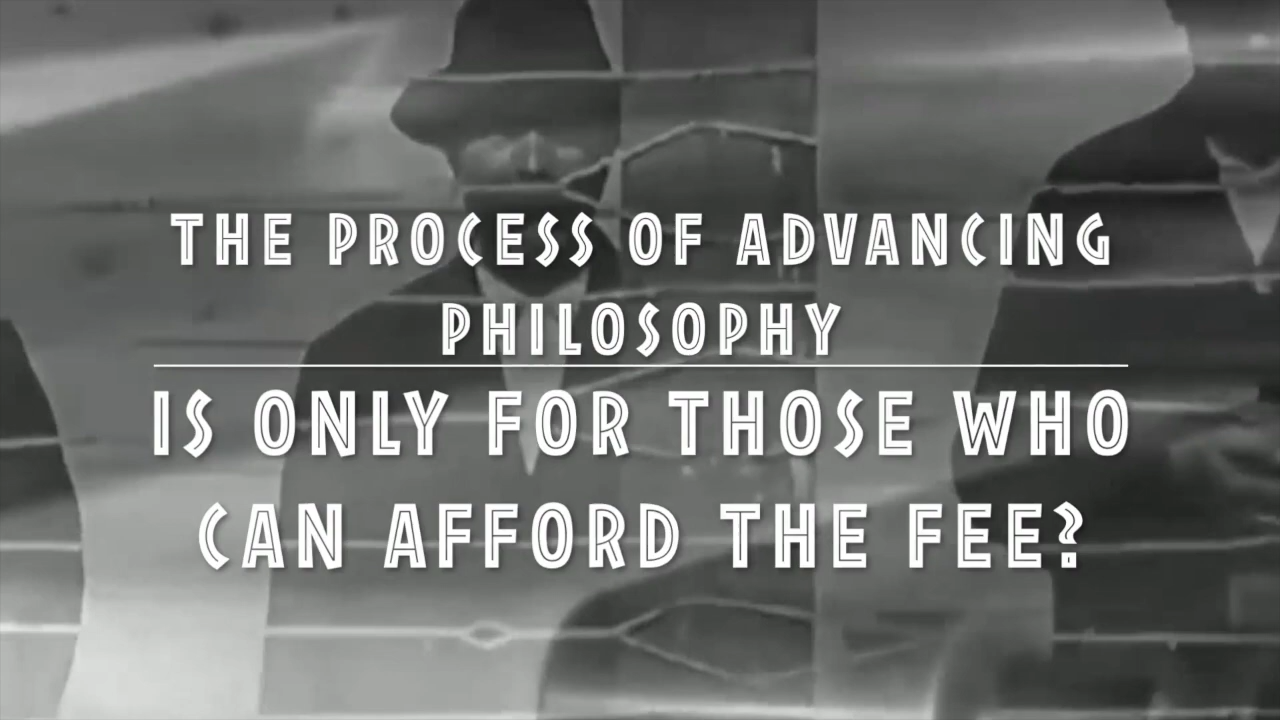 THE PROCESS OF ADVANCING
PHILOSOPHY
IS ONLY FOR THOSE WHO
CAN AFFORD THE FEE?